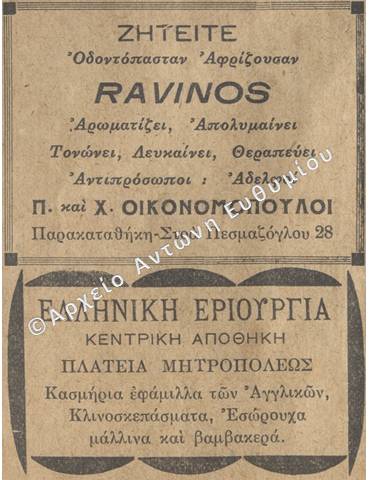 ΖΗΤΕΙΤΕ
Ὀδοντόπασταν Ἀφρίζουσαν
RAVINOS
Ἀρωματίζει, Ἀπολυμαίνει
Τονώνει, Λευκαίνει, Θεραπεύει
Ἀντιπρόσωποι : Ἀδελφοὶ
Π. καὶ Χ. ΟΙΚΟΝΟΜΟΠΟΥΛΟΙ
Παρακαταθήκη-Στοὰ Πεσμαζόγλου 28
ΕΛΛΗΝΙΚΗ ΕΡΙΟΥΡΓΙΑ
ΚΕΝΤΡΙΚΗ ΑΠΟΘΗΚΗ
ΠΛΑΤΕΙΑ ΜΗΤΡΟΠΟΛΕΩΣ
Κασμήρια ἐφάμιλλα τῶν Ἀγγλικῶν,
Κλινοσκεπάσματα, Ἐσώρουχα
μάλλινα καὶ βαμβακερά.
© Αρχείο Αντώνη Ευθυμίου